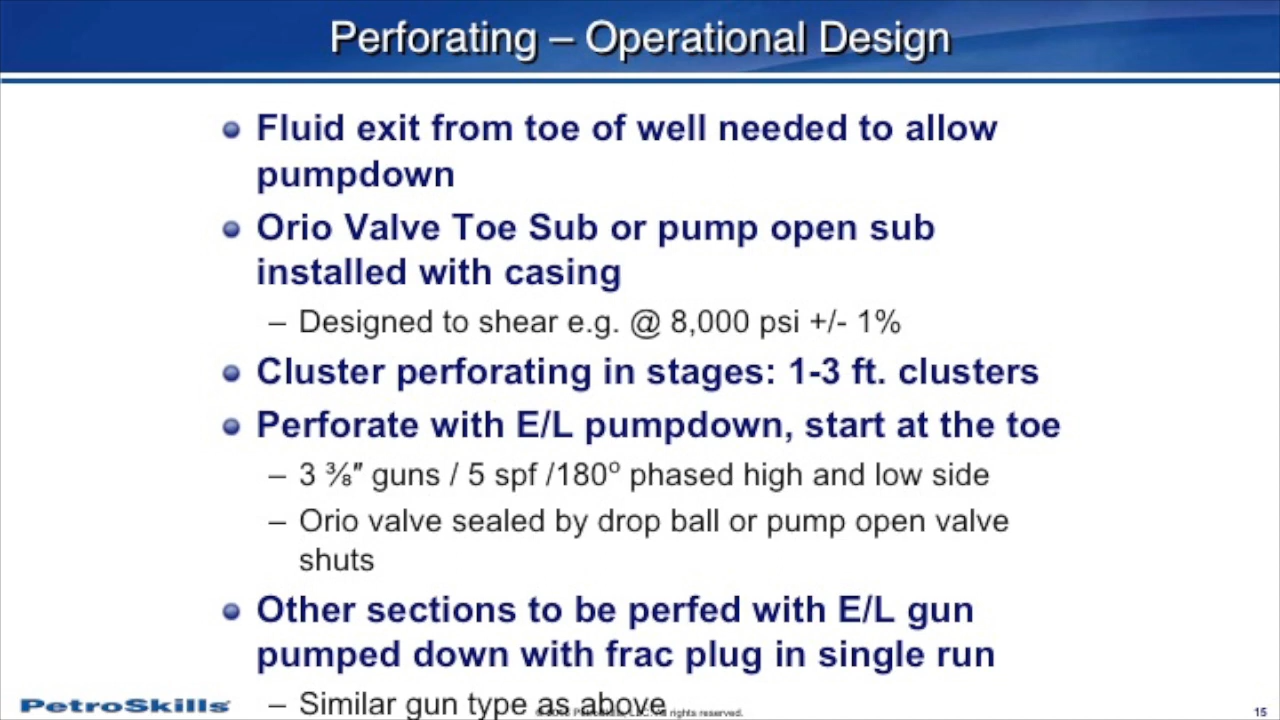 Perforating – Operational Design
Fluid exit from toe of well needed to allow
pumpdown
Orio Valve Toe Sub or pump open sub
installed with casing
– Designed to shear e.g. @ 8,000 psi +/- 1%
Cluster perforating in stages: 1-3 ft. clusters
Perforate with E/L pumpdown, start at the toe
– 3 ⅜″ guns / 5 spf /180º phased high and low side
– Orio valve sealed by drop ball or pump open valve
shuts
Other sections to be perfed with E/L gun
pumped down with frac plug in single run
– Similar gun type as above
PetroSkills
rights reserved.
15